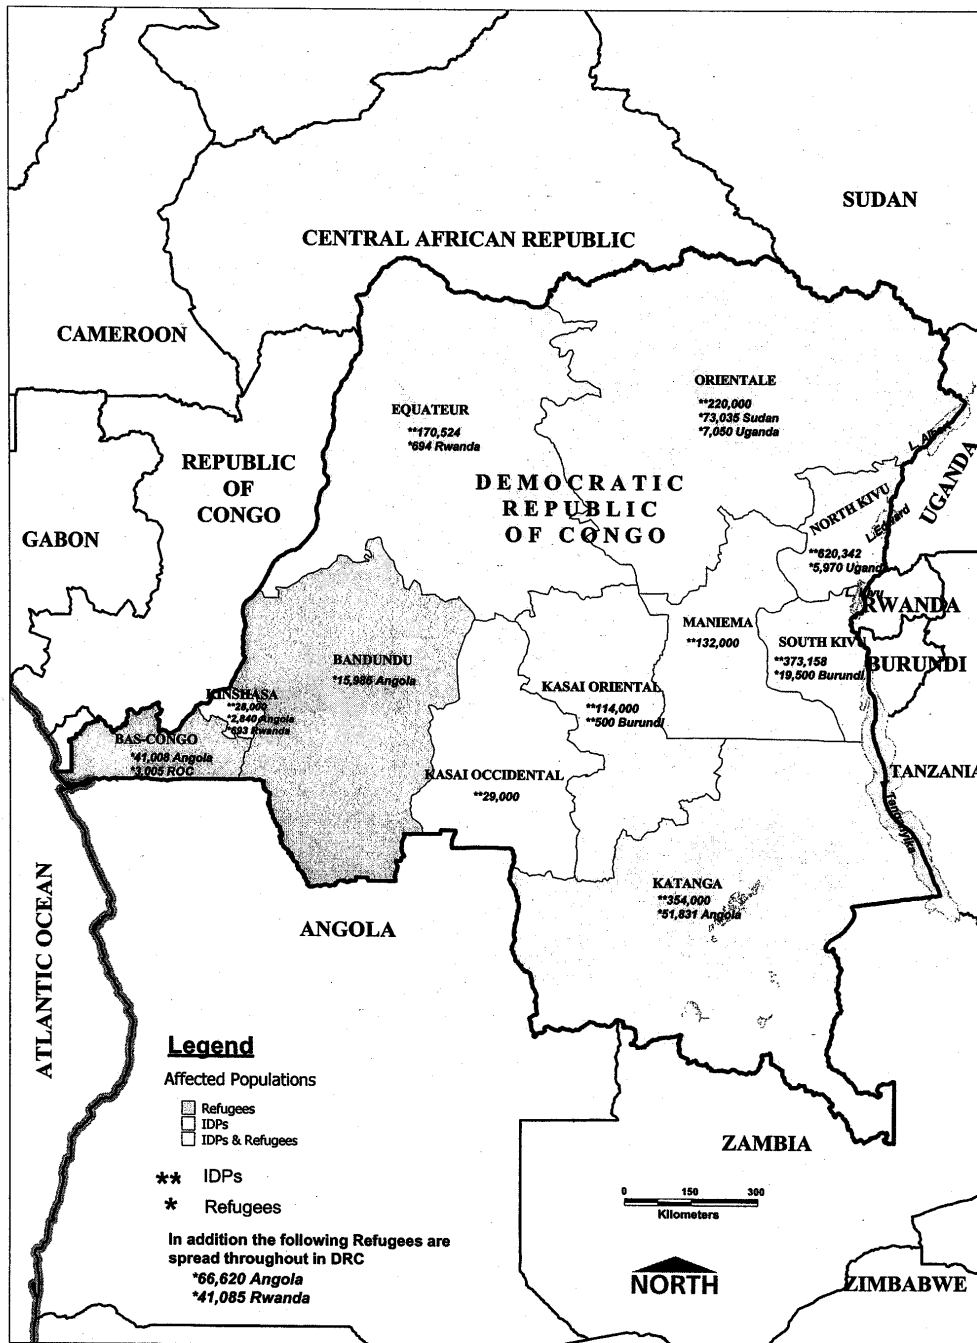 SUDAN
CENTRAL AFRICAN REPUBLIC
CAMEROON
ORIENTALE
**220,000
*73,035 Sudan
*7,050 Uganda
EQUATEUR
**170,524
*694 Rwanda
L. Albert
UGANDA
REPUBLIC
OF
CONGO
DEMOCRATIC
REPUBLIC
OF CONGO
NORTH KIVU
L.Edward
**620,342
*5,970 Ugand
GABON
L. Kivu
RWANDA
MANIEMA
**132,000
SOUTH KIVU
**373,158
*19,500 Burundi
BURUNDI
BANDUNDU
*15,986 Angola
KINSHASA
**28,000
*2,840 Angola
*693 Rwanda
KASAI ORIENTAL
**114,000
**500 Burundi
BAS-CONGO
*41,008 Angola
*3,005 ROC
KASAI OCCIDENTAL
**29,000
TANZANIA
KATANGA
**354,000
*51,831 Angola
ANGOLA
ATLANTIC OCEAN
Legend
Affected Populations
Refugees
IDPs
IDPs & Refugees
** IDPs
* Refugees
In addition the following Refugees are
spread throughout in DRC
*66,620 Angola
*41,085 Rwanda
ZAMBIA
0 150 300
Kilometers
NORTH
ZIMBABWE